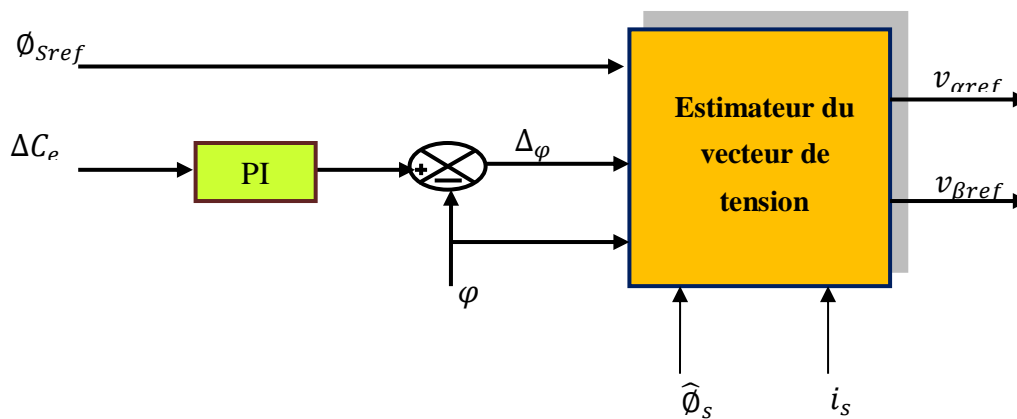 ∅Sref
Estimateur du
vecteur de
tension
vαref
ΔCe
PI
+
−
Δφ
vβref
φ
∅̂s
is